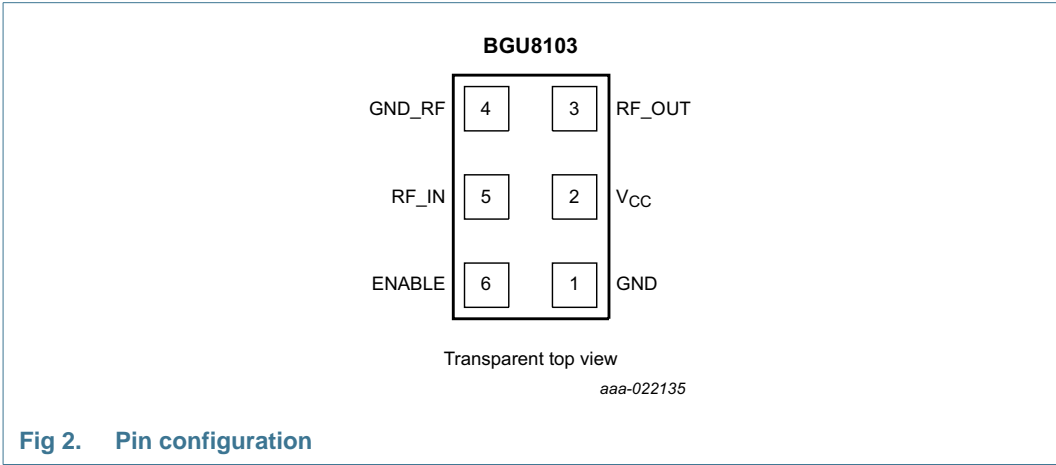 BGU8103
GND_RF 4 3 RF_OUT
RF_IN 5 2 VCC
ENABLE 6 1 GND
Transparent top view
aaa-022135
Fig 2. Pin configuration